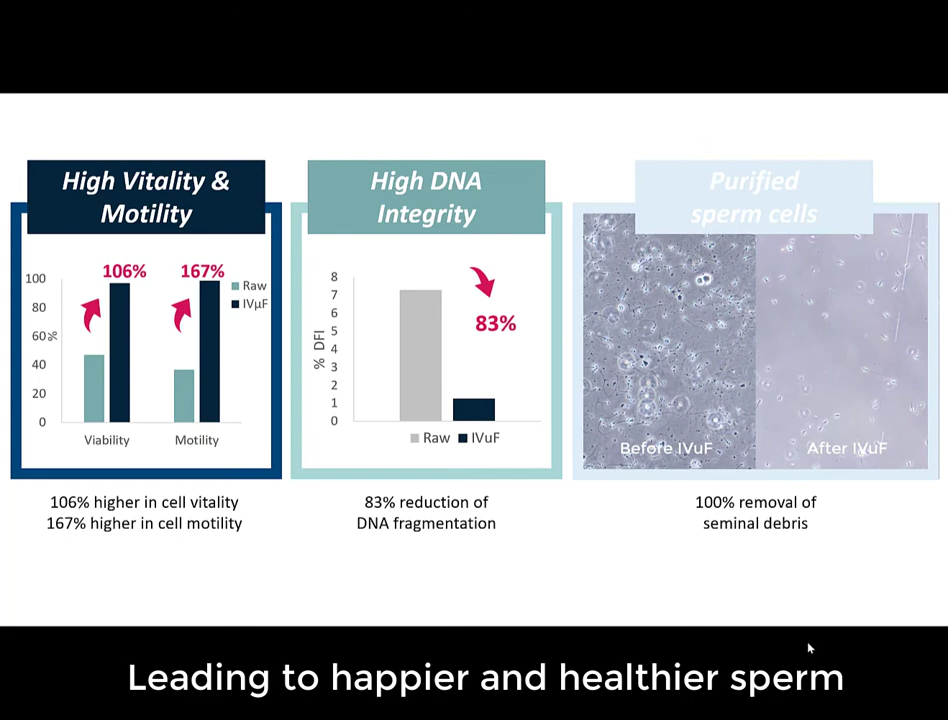 High Vitality &
Motility
106%
167%
100
80
60
40
20
0
%
Raw
IVµF
Viability
Motility
106% higher in cell vitality
167% higher in cell motility
High DNA
Integrity
8
7
6
5
4
3
2
1
0
% DFI
83%
Raw
IVuF
83% reduction of
DNA fragmentation
Purified
sperm cells
Before IVuF
After IVuF
100% removal of
seminal debris
Leading to happier and healthier sperm